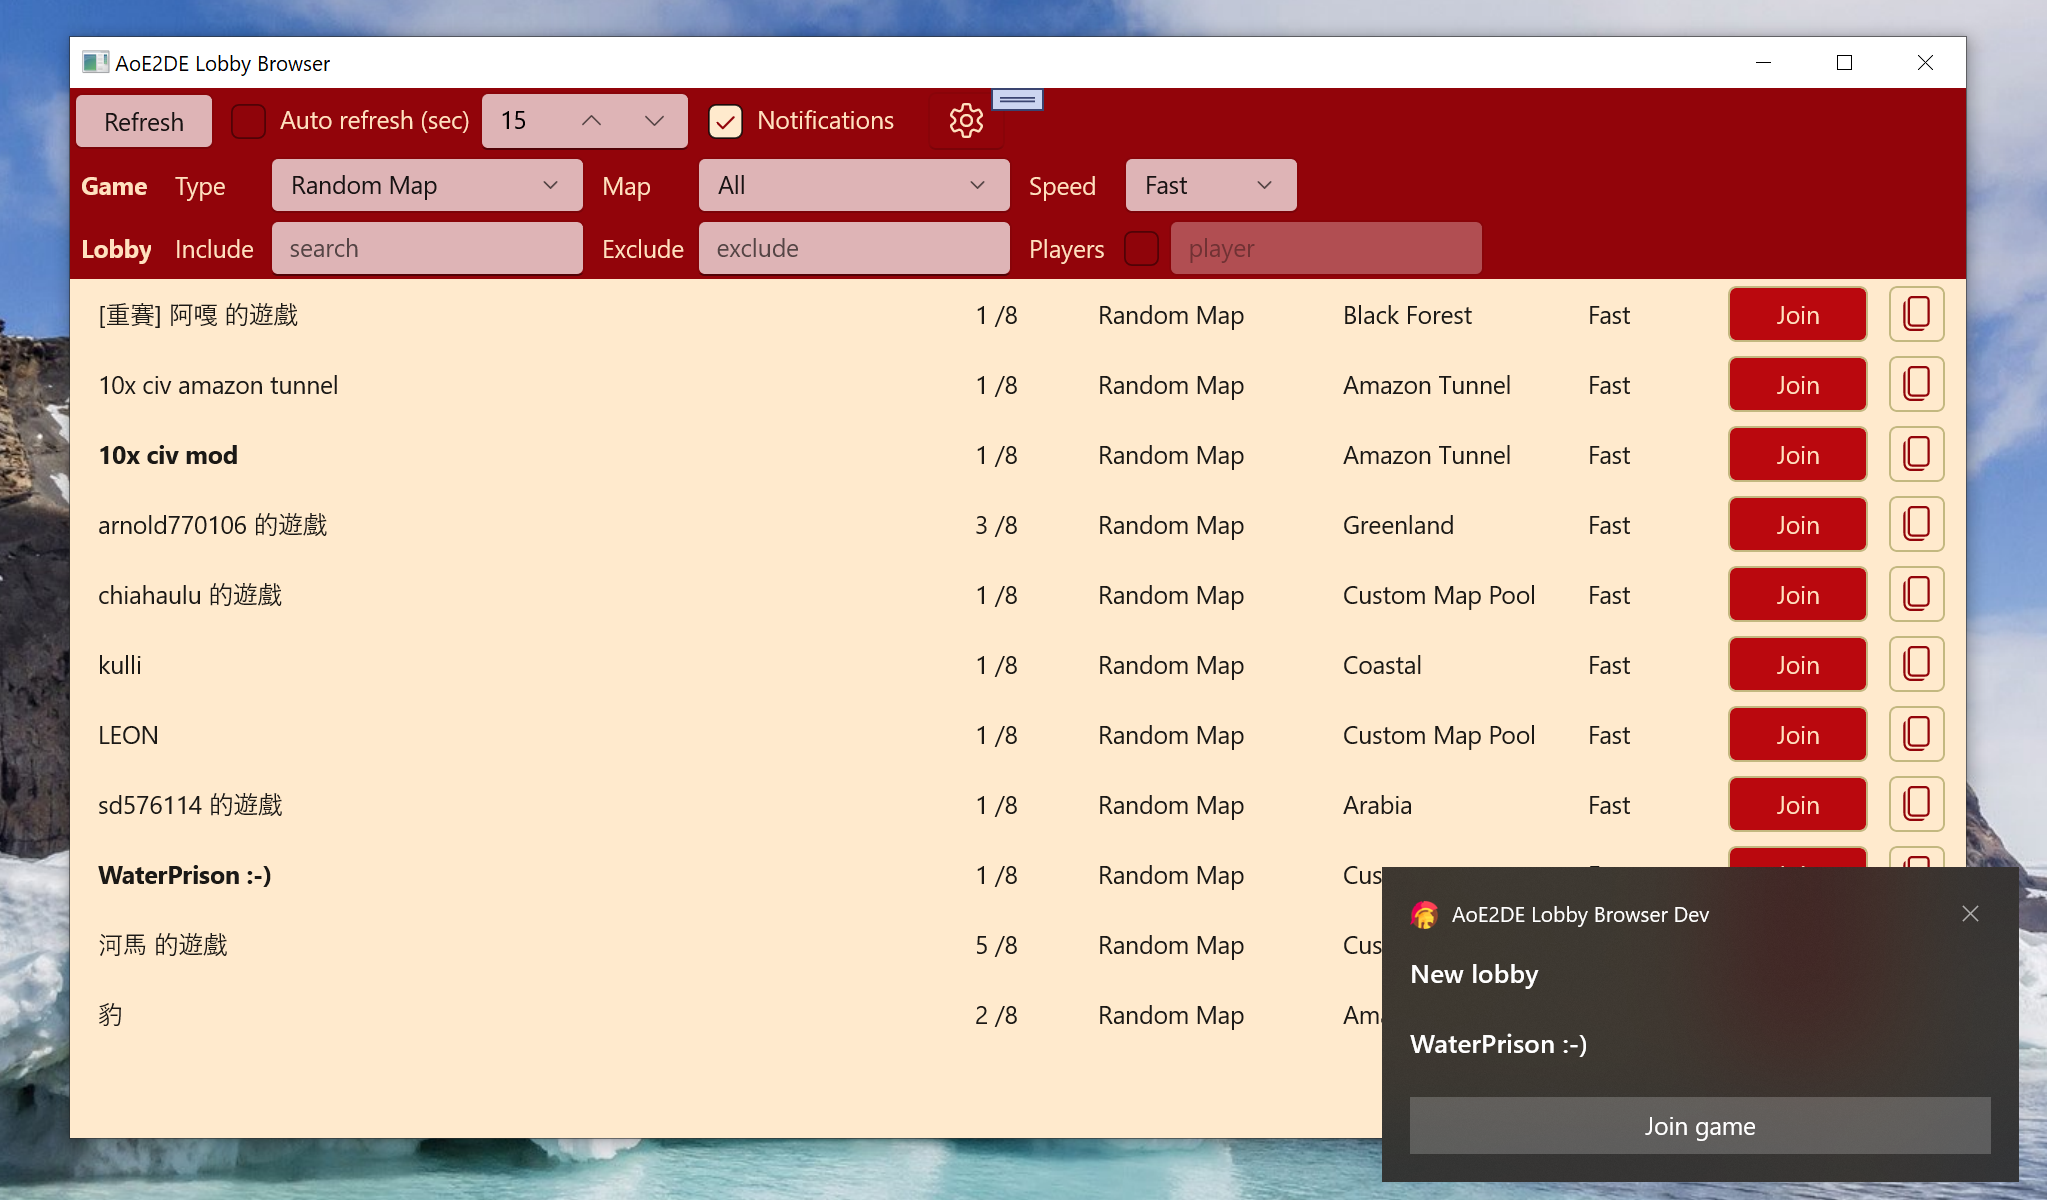 AoE2DE Lobby Browser
Refresh Auto refresh (sec) 15 Notifications
Game Type Random Map Map All Speed Fast
Lobby Include search Exclude exclude Players player
[重賽] 阿嘎 的遊戲 1 /8 Random Map Black Forest Fast Join
10x civ amazon tunnel 1 /8 Random Map Amazon Tunnel Fast Join
10x civ mod 1 /8 Random Map Amazon Tunnel Fast Join
arnold770106 的遊戲 3 /8 Random Map Greenland Fast Join
chiahaulu 的遊戲 1 /8 Random Map Custom Map Pool Fast Join
kulli 1 /8 Random Map Coastal Fast Join
LEON 1 /8 Random Map Custom Map Pool Fast Join
sd576114 的遊戲 1 /8 Random Map Arabia Fast Join
WaterPrison :-) 1 /8 Random Map Cus
河馬 的遊戲 5 /8 Random Map Cus
豹 2 /8 Random Map Ama
AoE2DE Lobby Browser Dev
New lobby
WaterPrison :-)
Join game